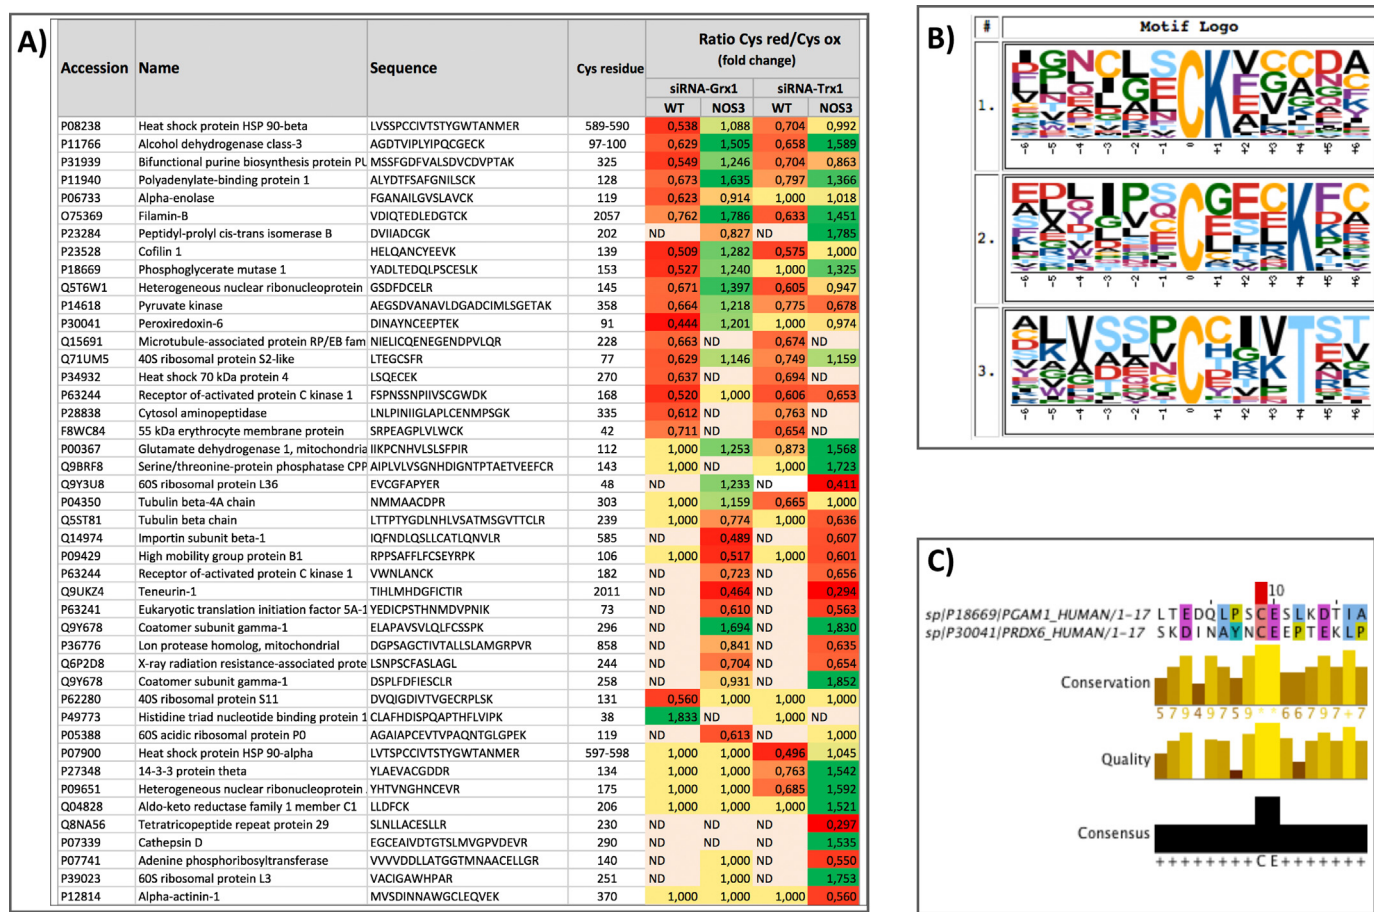 A)
Accession Name Sequence Cys residue Ratio Cys red/Cys ox
(fold change)
siRNA-Grx1 siRNA-Trx1
WT NOS3 WT NOS3
P08238 Heat shock protein HSP 90-beta LVSSPCCIVTSTYGWTANMER 589-590 0,538 1,088 0,704 0,992
P11766 Alcohol dehydrogenase class-3 AGDTVIPLYIPQCGECK 97-100 0,629 1,505 0,658 1,589
P31939 Bifunctional purine biosynthesis protein PU MSSFGDFVALSDVCDVPTAK 325 0,549 1,246 0,704 0,863
P11940 Polyadenylate-binding protein 1 ALYDTFSAFGNILSCK 128 0,673 1,635 0,797 1,366
P06733 Alpha-enolase FGANAILGVSLAVCK 119 0,623 0,914 1,000 1,018
O75369 Filamin-B VDIQTEDLEDGTCK 2057 0,762 1,786 0,633 1,451
P23284 Peptidyl-prolyl cis-trans isomerase B DVIIADCGK 202 ND 0,827 ND 1,785
P23528 Cofilin 1 HELQANCYEEVK 139 0,509 1,282 0,575 1,000
P18669 Phosphoglycerate mutase 1 YADLTEDQLPSCESLK 153 0,527 1,240 1,000 1,325
Q5T6W1 Heterogeneous nuclear ribonucleoprotein GSDFDCELR 145 0,671 1,397 0,605 0,947
P14618 Pyruvate kinase AEGSDVANAVLDGADCIMLSGETAK 358 0,664 1,218 0,775 0,678
P30041 Peroxiredoxin-6 DINAYNCEEPTEK 91 0,444 1,201 1,000 0,974
Q15691 Microtubule-associated protein RP/EB fam NIELICQENEGENDPVLQR 228 0,663 ND 0,674 ND
Q71UM5 40S ribosomal protein S2-like LTEGCSFR 77 0,629 1,146 0,749 1,159
P34932 Heat shock 70 kDa protein 4 LSQECEK 270 0,637 ND 0,694 ND
P63244 Receptor of-activated protein C kinase 1 FSPNSSNPIIVSCGWDK 168 0,520 1,000 0,606 0,653
P28838 Cytosol aminopeptidase LNLPINIIGLAPLCENMPSGK 335 0,612 ND 0,763 ND
F8WC84 55 kDa erythrocyte membrane protein SRPEAGPLVLWCK 42 0,711 ND 0,654 ND
P00367 Glutamate dehydrogenase 1, mitochondria IIKPCNHVLSLSFPIR 112 1,000 1,253 0,873 1,568
Q9BRF8 Serine/threonine-protein phosphatase CPP AIPLVLVSGNHDIGNTPTAETVEEFCR 143 1,000 ND 1,000 1,723
Q9Y3U8 60S ribosomal protein L36 EVCGFAPYER 48 ND 1,233 ND 0,411
P04350 Tubulin beta-4A chain NMMAACDPR 303 1,000 1,159 0,665 1,000
Q5ST81 Tubulin beta chain LTTPTYGDLNHLVSATMSGVTTCLR 239 1,000 0,774 1,000 0,636
Q14974 Importin subunit beta-1 IQFNDLQSLLCATLQNVLR 585 ND 0,489 ND 0,607
P09429 High mobility group protein B1 RPPSAFFLFCSEYRPK 106 1,000 0,517 1,000 0,601
P63244 Receptor of-activated protein C kinase 1 VWNLANCK 182 ND 0,723 ND 0,656
Q9UKZ4 Teneurin-1 TIHLMHDGFICTIR 2011 ND 0,464 ND 0,294
P63241 Eukaryotic translation initiation factor 5A-1 YEDICPSTHNMDVPNIK 73 ND 0,610 ND 0,563
Q9Y678 Coatomer subunit gamma-1 ELAPAVSVLQLFCSSPK 296 ND 1,694 ND 1,830
P36776 Lon protease homolog, mitochondrial DGPSAGCTIVTALLSLAMGRPVR 858 ND 0,841 ND 0,635
Q6P2D8 X-ray radiation resistance-associated prote LSNPSCFASLAGL 244 ND 0,704 ND 0,654
Q9Y678 Coatomer subunit gamma-1 DSPLFDFIESCLR 258 ND 0,931 ND 1,852
P62280 40S ribosomal protein S11 DVQIGDIVTVGECRPLSK 131 0,560 1,000 1,000 1,000
P49773 Histidine triad nucleotide binding protein 1 CLAFHDISPQAPTHFLVIPK 38 1,833 ND 1,000 ND
P05388 60S acidic ribosomal protein P0 AGAIAPCEVTVPAQNTGLGPEK 119 ND 0,613 ND 1,000
P07900 Heat shock protein HSP 90-alpha LVTSPCCIVTSTYGWTANMER 597-598 1,000 1,000 0,496 1,045
P27348 14-3-3 protein theta YLAEVACGDDR 134 1,000 1,000 0,763 1,542
P09651 Heterogeneous nuclear ribonucleoprotein YHTVNGHNCEVR 175 1,000 1,000 0,685 1,592
Q04828 Aldo-keto reductase family 1 member C1 LLDFCK 206 1,000 1,000 1,000 1,521
Q8NA56 Tetratricopeptide repeat protein 29 SLNLLACESLLR 230 ND ND ND 0,297
P07339 Cathepsin D EGCEAIVDTGTSLMVGPVDEVR 290 ND ND ND 1,535
P07741 Adenine phosphoribosyltransferase VVVVDDLLATGGTMNAACELLGR 140 ND 1,000 ND 0,550
P39023 60S ribosomal protein L3 VACIGAWHPAR 251 ND 1,000 ND 1,753
P12814 Alpha-actinin-1 MVSDINNAWGCLEQVEK 370 1,000 1,000 1,000 0,560
B)
# Motif Logo
1.
-6 -5 -4 -3 -2 -1 0 +1 +2 +3 +4 +5 +6
2.
-6 -5 -4 -3 -2 -1 0 +1 +2 +3 +4 +5 +6
3.
-6 -5 -4 -3 -2 -1 0 +1 +2 +3 +4 +5 +6
C)
10
sp|P18669|PGAM1_HUMAN/1-17 LTEDQLPSCESLKDTIA
sp|P30041|PRDX6_HUMAN/1-17 SKDINAYNCEEPTEKLP
Conservation
57949759**66797+7
Quality
Consensus
++++++++CE+++++++